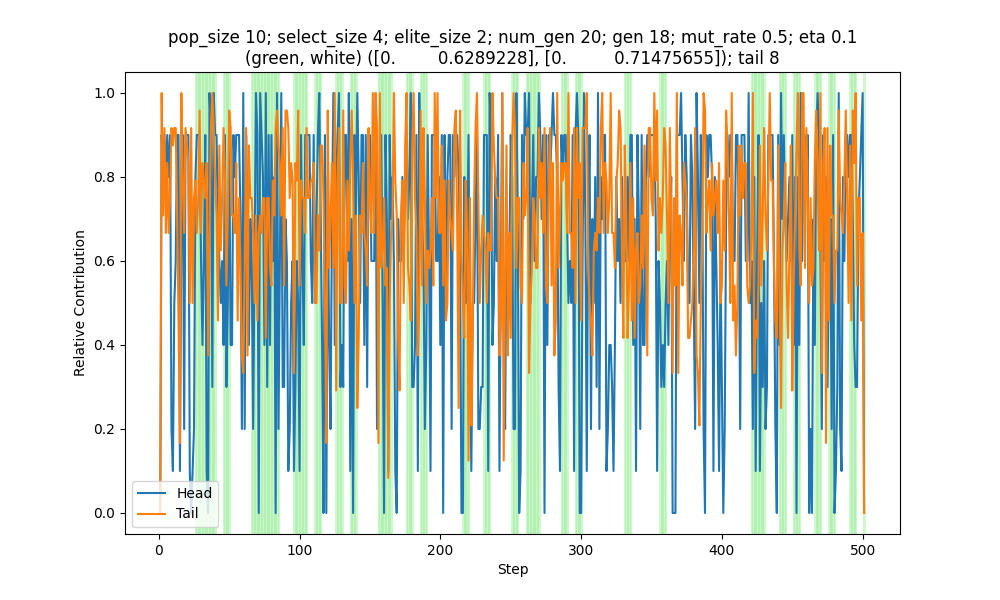 pop_size 10; select_size 4; elite_size 2; num_gen 20; gen 18; mut_rate 0.5; eta 0.1
(green, white) ([0. 0.6289228], [0. 0.71475655]); tail 8
1.0
0.8
0.6
0.4
0.2
0.0
Relative Contribution
Head
Tail
0 100 200 300 400 500
Step